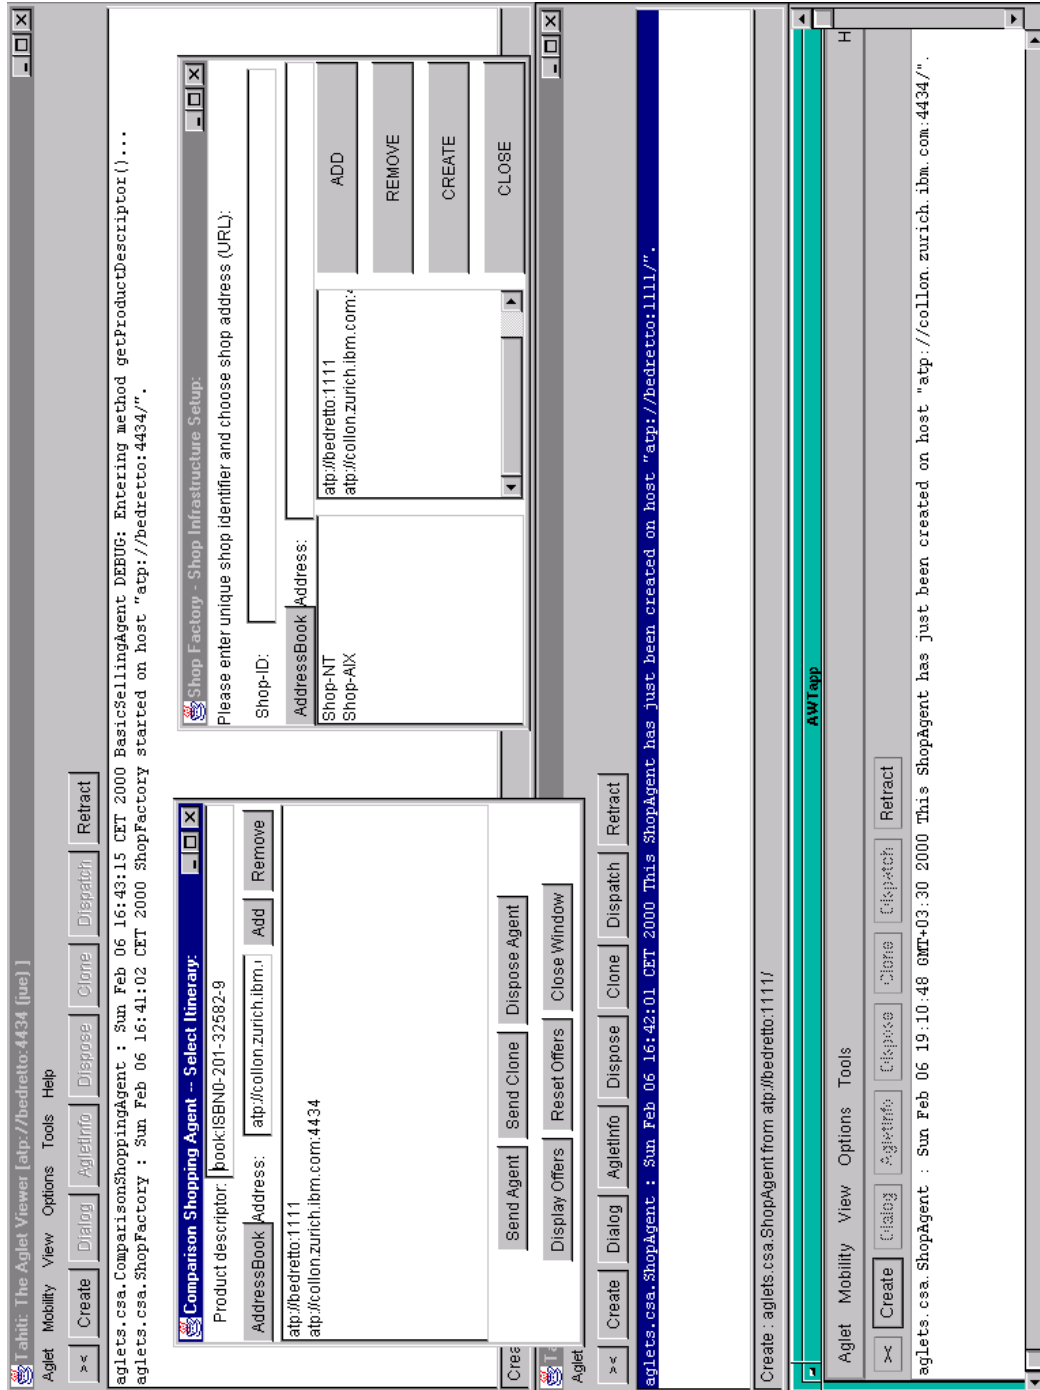 Tahiti: The Aglet Viewer [atp://bedretto:4434 (jue) ]
Aglet Mobility View Options Tools Help
>< Create Dialog AgletInfo Dispose Clone Dispatch Retract
aglets.csa.ComparisonShoppingAgent : Sun Feb 06 16:43:15 CET 2000 BasicSellingAgent DEBUG: Entering method getProductDescriptor()...
aglets.csa.ShopFactory : Sun Feb 06 16:41:02 CET 2000 ShopFactory started on host "atp://bedretto:4434/".
Comparison Shopping Agent -- Select Itinerary:
Product descriptor: book:ISBN0-201-32582-9
AddressBook Address: atp://collon.zurich.ibm. Add Remove
atp://bedretto:1111
atp://collon.zurich.ibm.com:4434
Send Agent Send Clone Dispose Agent
Display Offers Reset Offers Close Window
Shop Factory - Shop Infrastructure Setup:
Please enter unique shop identifier and choose shop address (URL):
Shop-ID:
AddressBook Address:
Shop-NT
Shop-AIX
atp://bedretto:1111
atp://collon.zurich.ibm.com:4
ADD
REMOVE
CREATE
CLOSE
Crea
Ta
Aglet
>< Create Dialog AgletInfo Dispose Clone Dispatch Retract
aglets.csa.ShopAgent : Sun Feb 06 16:42:01 CET 2000 This ShopAgent has just been created on host "atp://bedretto:1111/".
Create : aglets.csa.ShopAgent from atp://bedretto:1111/
AWTapp
Aglet Mobility View Options Tools H
>< Create Dialog AgletInfo Dispose Clone Dispatch Retract
aglets.csa.ShopAgent : Sun Feb 06 19:10:48 GMT+03:30 2000 This ShopAgent has just been created on host "atp://collon.zurich.ibm.com:4434/".